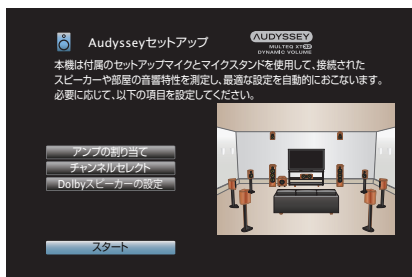 Audysseyセットアップ
AUDYSSEY
MULTEQ XT32
DYNAMIC VOLUME
本機は付属のセットアップマイクとマイクスタンドを使用して、接続された
スピーカーや部屋の音響特性を測定し、最適な設定を自動的におこないます。
必要に応じて、以下の項目を設定してください。
アンプの割り当て
チャンネルセレクト
Dolbyスピーカーの設定
スタート